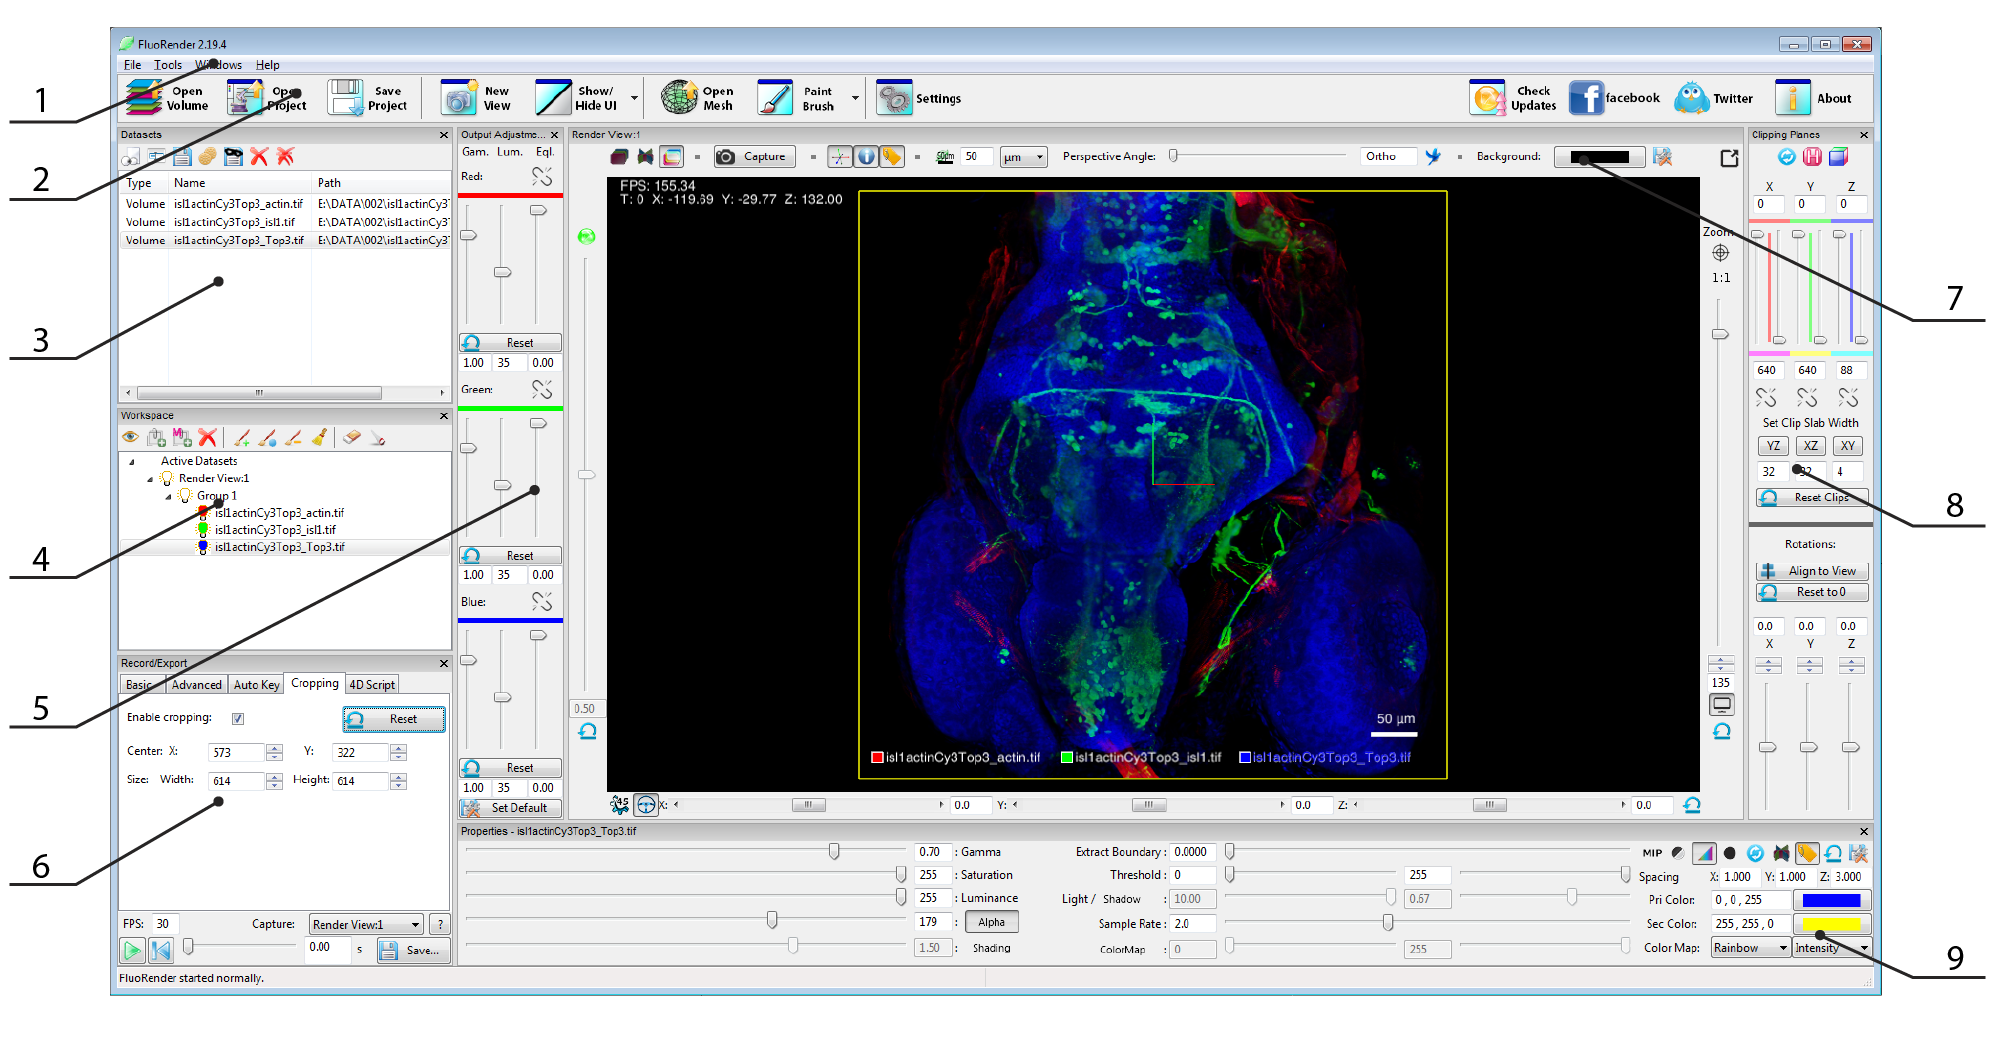 FluoRender 2.19.4
File Tools Windows Help
Open Volume
Open Project
Save Project
New View
Show/ Hide UI
Open Mesh
Paint Brush
Settings
Check Updates
facebook
Twitter
About
1
2
3
4
5
6
7
8
9
Datasets
Type Name Path
Volume isl1actinCy3Top3_actin.tif E:\DATA\002\isl1actinCy3
Volume isl1actinCy3Top3_isl1.tif E:\DATA\002\isl1actinCy3
Volume isl1actinCy3Top3_Top3.tif E:\DATA\002\isl1actinCy3
Workspace
Active Datasets
Render View:1
Group 1
isl1actinCy3Top3_actin.tif
isl1actinCy3Top3_isl1.tif
isl1actinCy3Top3_Top3.tif
Record/Export
Basic Advanced Auto Key Cropping 4D Script
Enable cropping: Reset
Center: X: 573 Y: 322
Size: Width: 614 Height: 614
FPS: 30 Capture: Render View:1 ?
0.00 s Save...
FluoRender started normally.
Output Adjustme...
Gam. Lum. Eql.
Red:
Reset
1.00 35 0.00
Green:
Reset
1.00 35 0.00
Blue:
Reset
1.00 35 0.00
Set Default
Render View:1
Capture 50 µm Perspective Angle: Ortho Background:
FPS: 155.34
T: 0 X: -119.69 Y: -29.77 Z: 132.00
0.50
50 µm
isl1actinCy3Top3_actin.tif isl1actinCy3Top3_isl1.tif isl1actinCy3Top3_Top3.tif
Zoom
1:1
135
45 X: 0.0 Y: 0.0 Z: 0.0
Clipping Planes
X Y Z
0 0 0
640 640 88
Set Clip Slab Width
YZ XZ XY
32 32 4
Reset Clips
Rotations:
Align to View
Reset to 0
0.0 0.0 0.0
X Y Z
Properties - isl1actinCy3Top3_Top3.tif
0.70 : Gamma Extract Boundary: 0.0000 MIP
255 : Saturation Threshold: 0 255 Spacing X: 1.000 Y: 1.000 Z: 3.000
255 : Luminance Light / Shadow : 10.00 0.67 Pri Color: 0 , 0 , 255
179 : Alpha Sample Rate: 2.0 Sec Color: 255 , 255 , 0
1.50 : Shading ColorMap : 0 255 Color Map: Rainbow Intensity